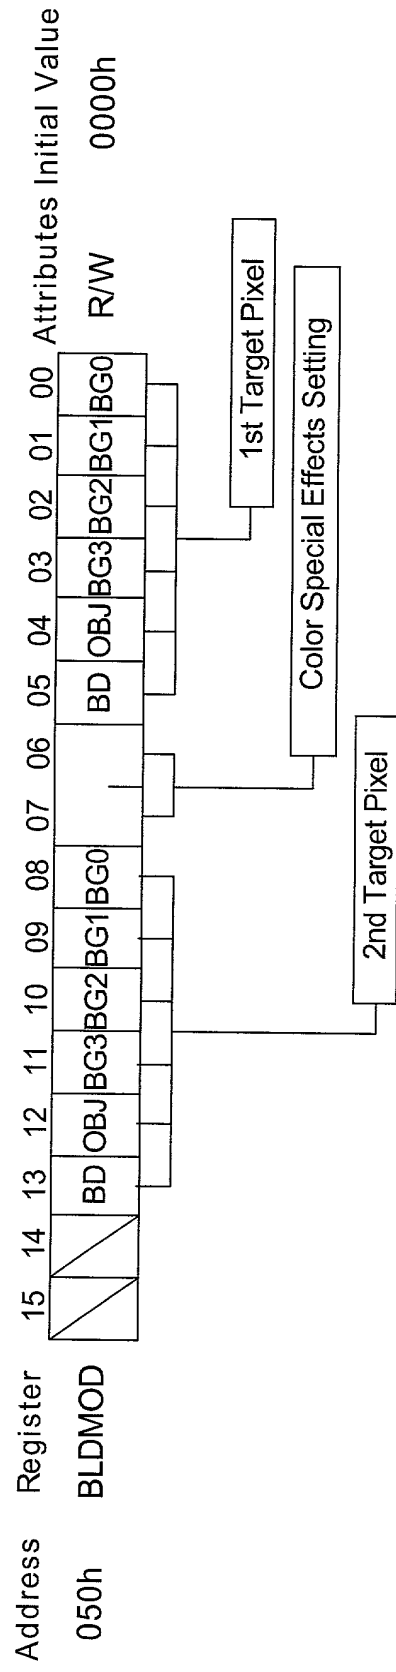 Address Register 15 14 13 12 11 10 09 08 07 06 05 04 03 02 01 00 Attributes Initial Value
050h BLDMOD BD OBJ BG3 BG2 BG1 BG0 BD OBJ BG3 BG2 BG1 BG0 R/W 0000h
1st Target Pixel
Color Special Effects Setting
2nd Target Pixel